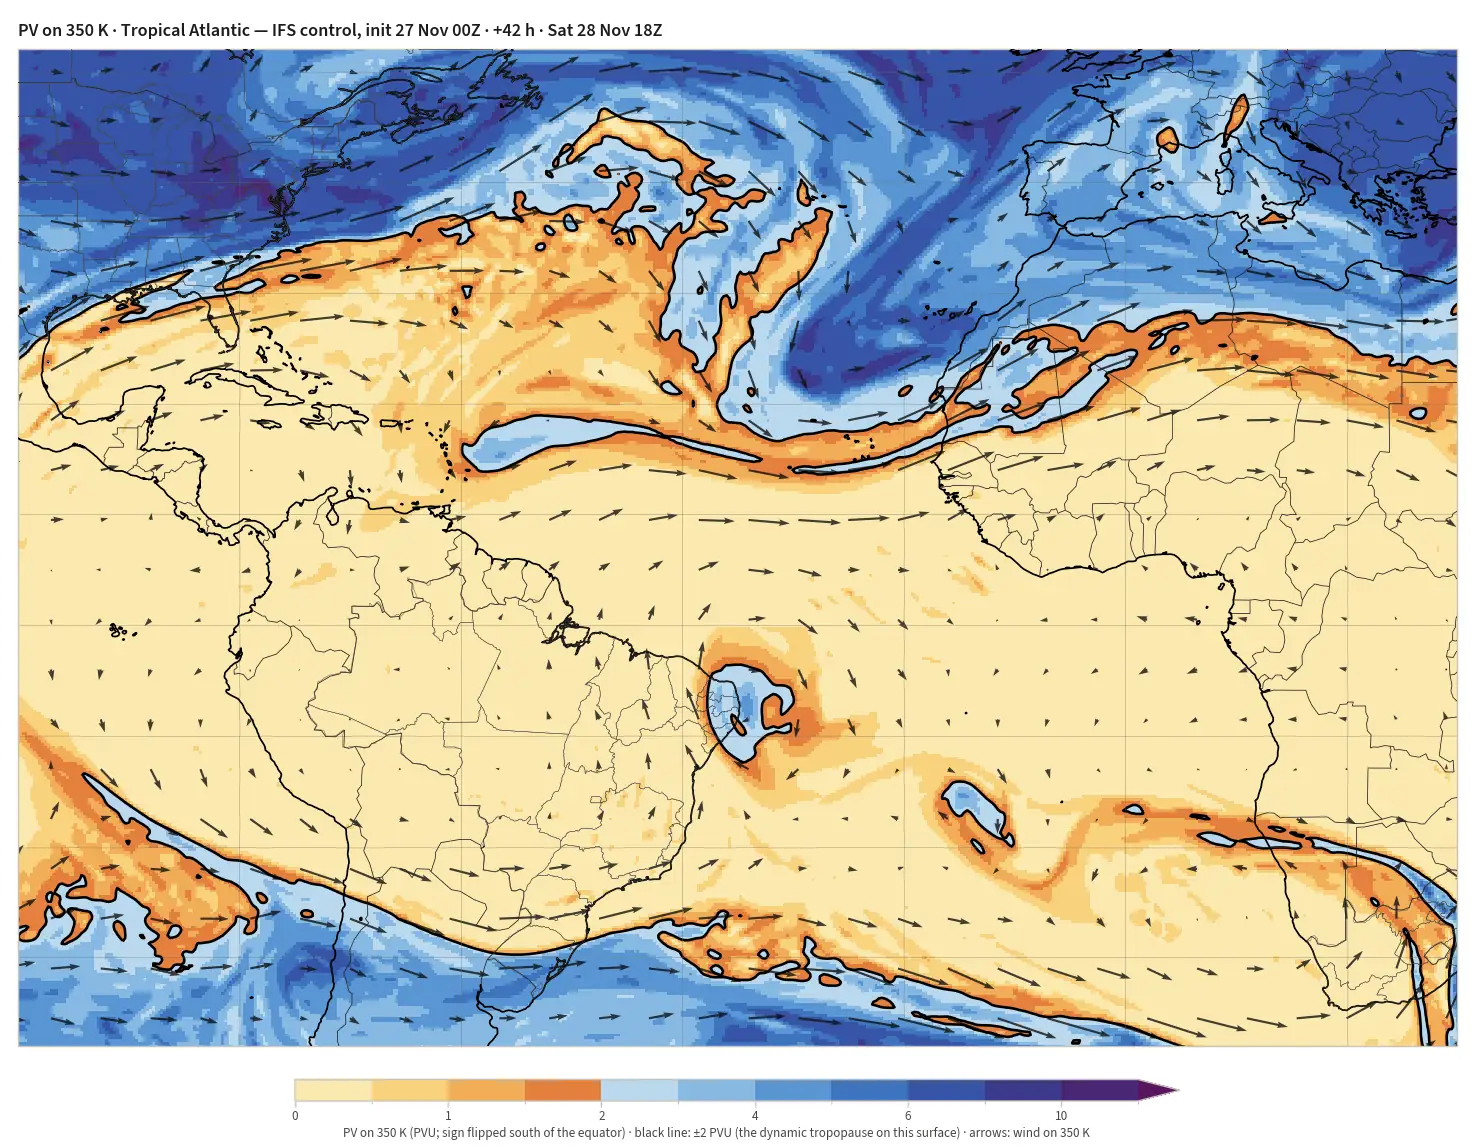 PV on 350 K · Tropical Atlantic — IFS control, init 27 Nov 00Z · +42 h · Sat 28 Nov 18Z
0 1 2 4 6 10
PV on 350 K (PVU; sign flipped south of the equator) · black line: ±2 PVU (the dynamic tropopause on this surface) · arrows: wind on 350 K